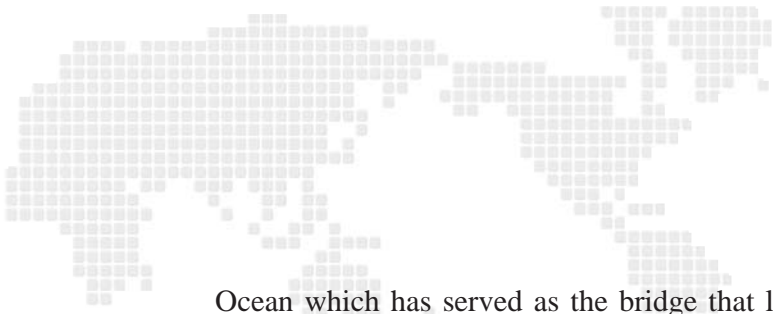 Ocean which has served as the bridge that